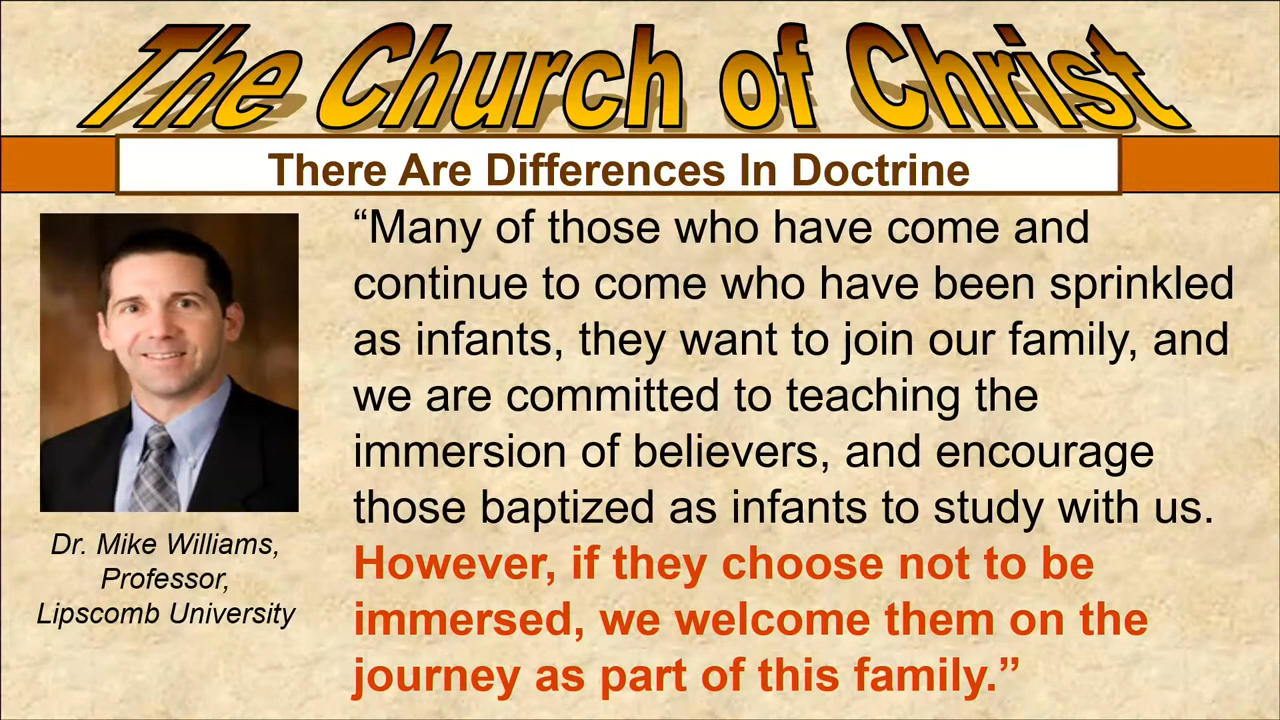 The Church of Christ
There Are Differences In Doctrine
“Many of those who have come and
continue to come who have been sprinkled
as infants, they want to join our family, and
we are committed to teaching the
immersion of believers, and encourage
those baptized as infants to study with us.
However, if they choose not to be
immersed, we welcome them on the
journey as part of this family.”
Dr. Mike Williams,
Professor,
Lipscomb University